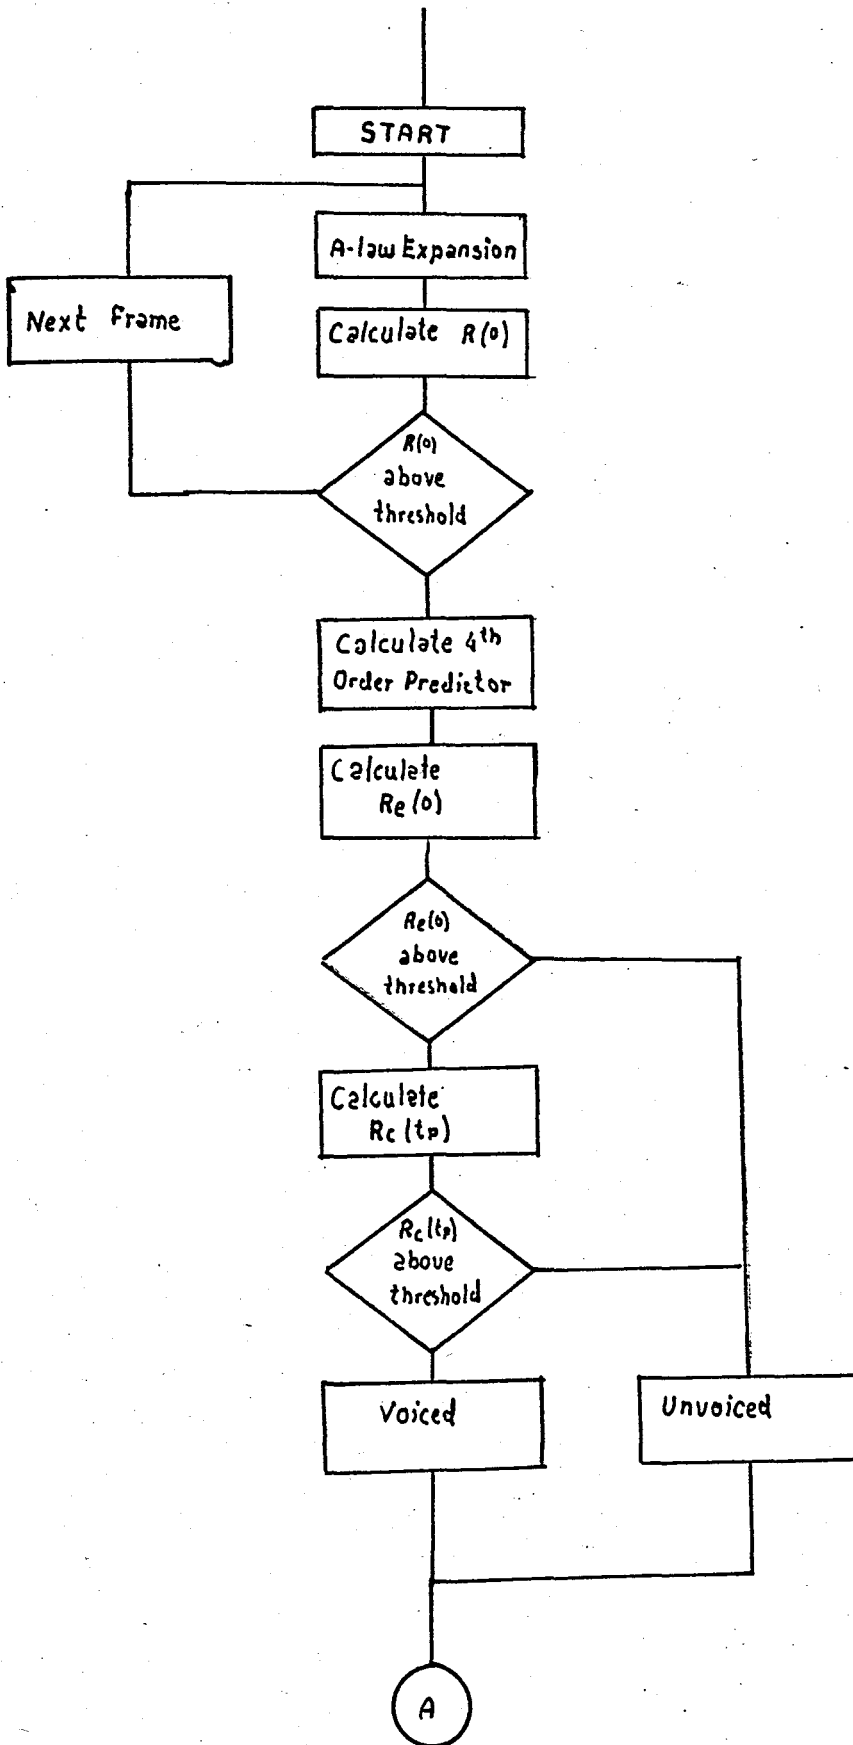 START
A-law Expansion
Next Frame
Calculate R(0)
R(0)
above
threshold
Calculate 4th
Order Predictor
Calculate
Re(0)
Re(0)
above
threshold
Calculate
Rc(tp)
Rc(tp)
above
threshold
Voiced
Unvoiced
A